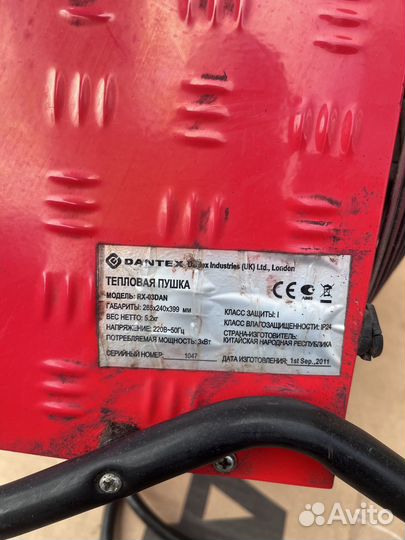 DANTEX Dantex Industries (UK) Ltd., London
ТЕПЛОВАЯ ПУШКА
МОДЕЛЬ: RX-03DAN
ГАБАРИТЫ: 285x240x399 мм
ВЕС НЕТТО: 5.2кг
НАПРЯЖЕНИЕ: 220В~50Гц
ПОТРЕБЛЯЕМАЯ МОЩНОСТЬ: 3кВт
СЕРИЙНЫЙ НОМЕР: 1047
CE
КЛАСС ЗАЩИТЫ: I
КЛАСС ВЛАГОЗАЩИЩЕННОСТИ: IP24
СТРАНА-ИЗГОТОВИТЕЛЬ:
КИТАЙСКАЯ НАРОДНАЯ РЕСПУБЛИКА
ДАТА ИЗГОТОВЛЕНИЯ: 1st Sep.,2011
Avito